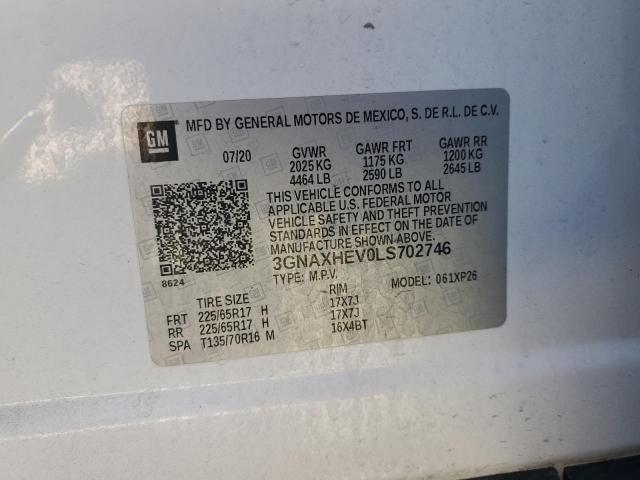 GM
MFD BY GENERAL MOTORS DE MEXICO, S. DE R.L. DE C.V.
07/20 GVWR GAWR FRT GAWR RR
2025 KG 1175 KG 1200 KG
4464 LB 2590 LB 2645 LB
THIS VEHICLE CONFORMS TO ALL
APPLICABLE U.S. FEDERAL MOTOR
VEHICLE SAFETY AND THEFT PREVENTION
STANDARDS IN EFFECT ON THE DATE OF
MANUFACTURE SHOWN ABOVE.
3GNAXHEV0LS702746
8624
TYPE: M.P.V. MODEL: 061XP26
TIRE SIZE RIM
FRT 225/65R17 H 17X7J
RR 225/65R17 H 17X7J
SPA T135/70R16 M 16X4BT